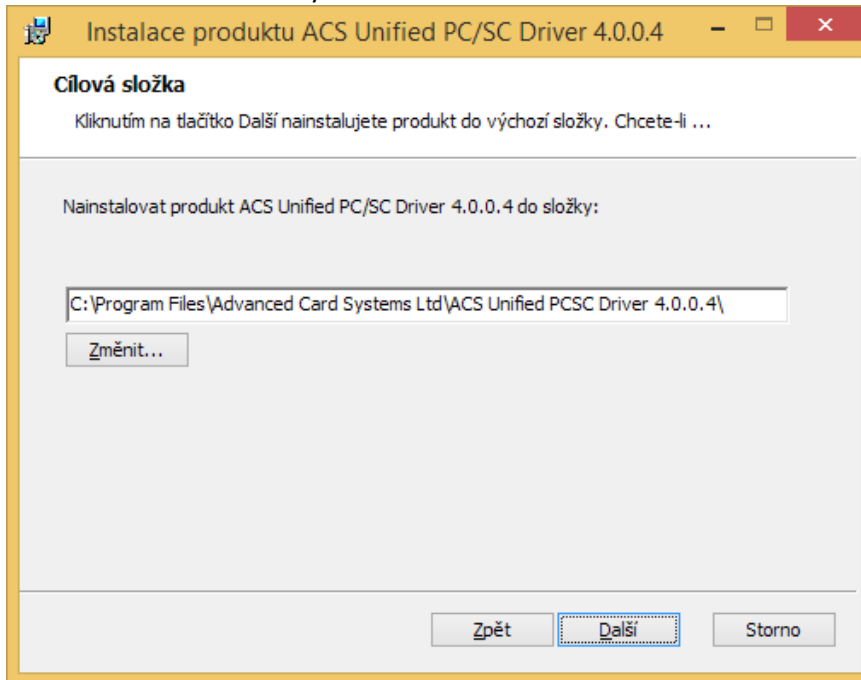 Instalace produktu ACS Unified PC/SC Driver 4.0.0.4
Cílová složka
Kliknutím na tlačítko Další nainstalujete produkt do výchozí složky. Chcete-li ...
Nainstalovat produkt ACS Unified PC/SC Driver 4.0.0.4 do složky:
C:\Program Files\Advanced Card Systems Ltd\ACS Unified PCSC Driver 4.0.0.4\
Změnit...
Zpět Další Storno